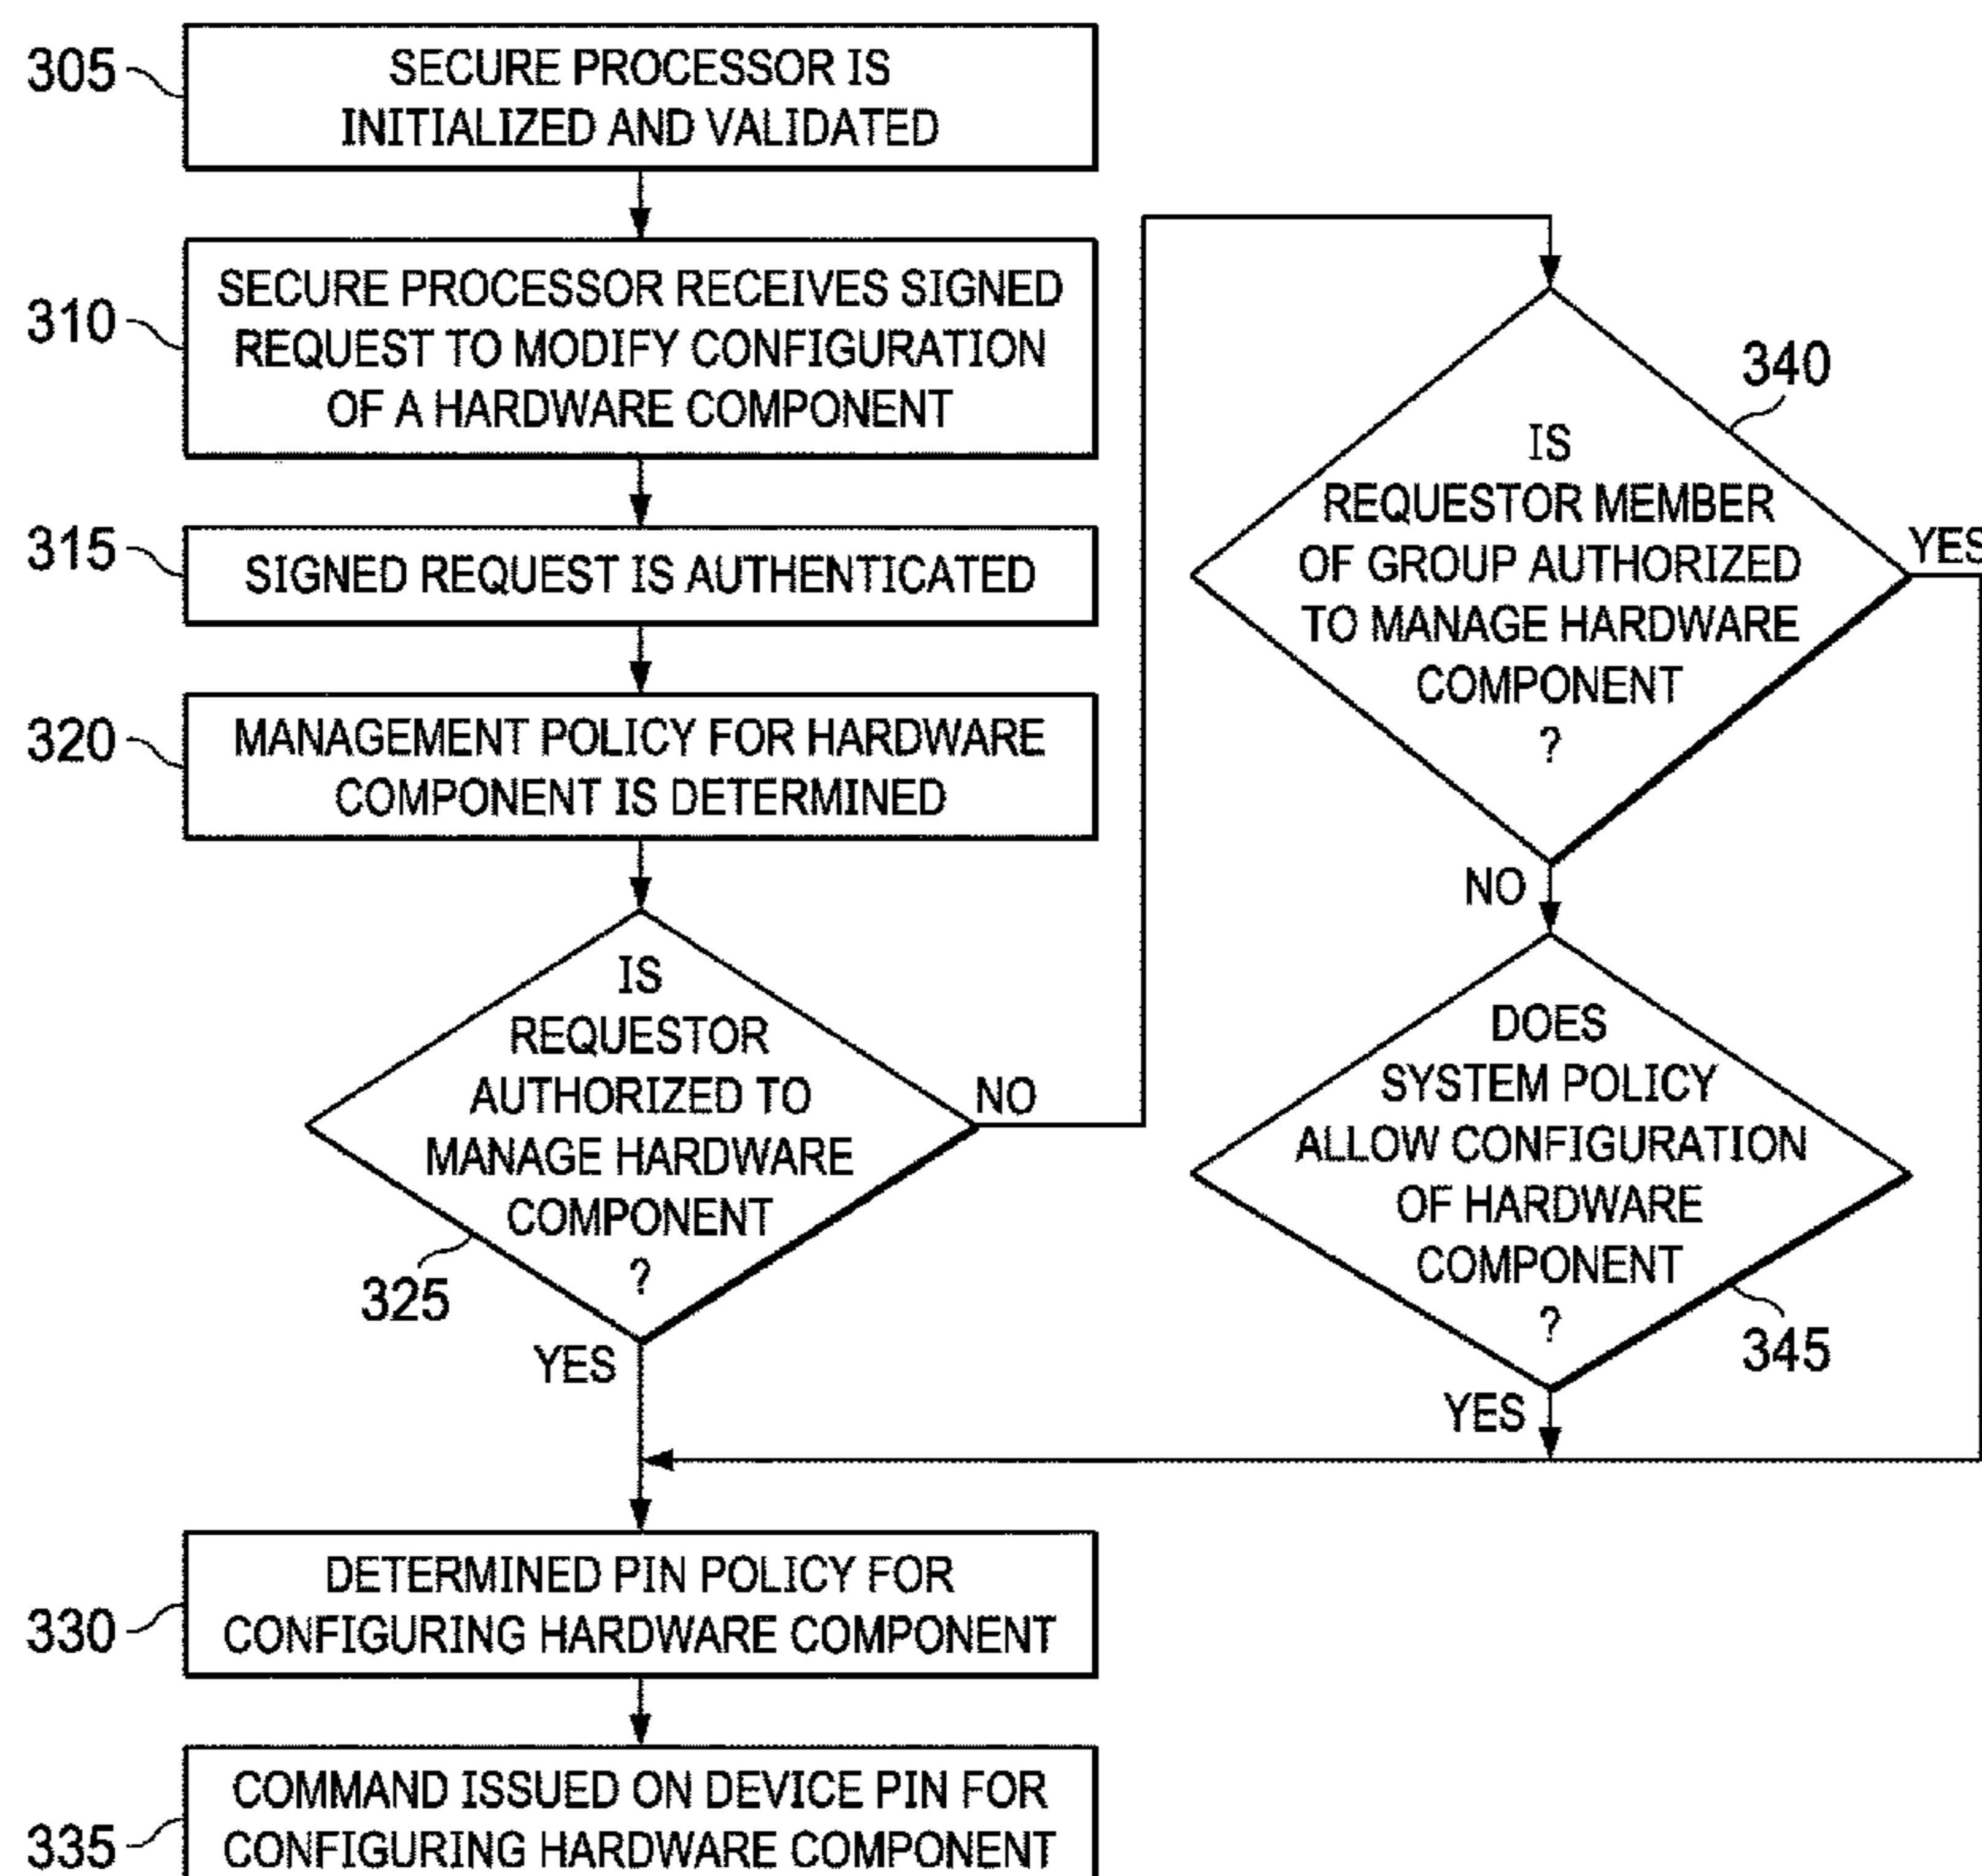 305
SECURE PROCESSOR IS
INITIALIZED AND VALIDATED
310
SECURE PROCESSOR RECEIVES SIGNED
REQUEST TO MODIFY CONFIGURATION
OF A HARDWARE COMPONENT
315
SIGNED REQUEST IS AUTHENTICATED
320
MANAGEMENT POLICY FOR HARDWARE
COMPONENT IS DETERMINED
IS
REQUESTOR
AUTHORIZED TO
MANAGE HARDWARE
COMPONENT
?
325
NO
YES
340
IS
REQUESTOR MEMBER
OF GROUP AUTHORIZED
TO MANAGE HARDWARE
COMPONENT
?
YES
NO
DOES
SYSTEM POLICY
ALLOW CONFIGURATION
OF HARDWARE
COMPONENT
?
345
YES
330
DETERMINED PIN POLICY FOR
CONFIGURING HARDWARE COMPONENT
335
COMMAND ISSUED ON DEVICE PIN FOR
CONFIGURING HARDWARE COMPONENT